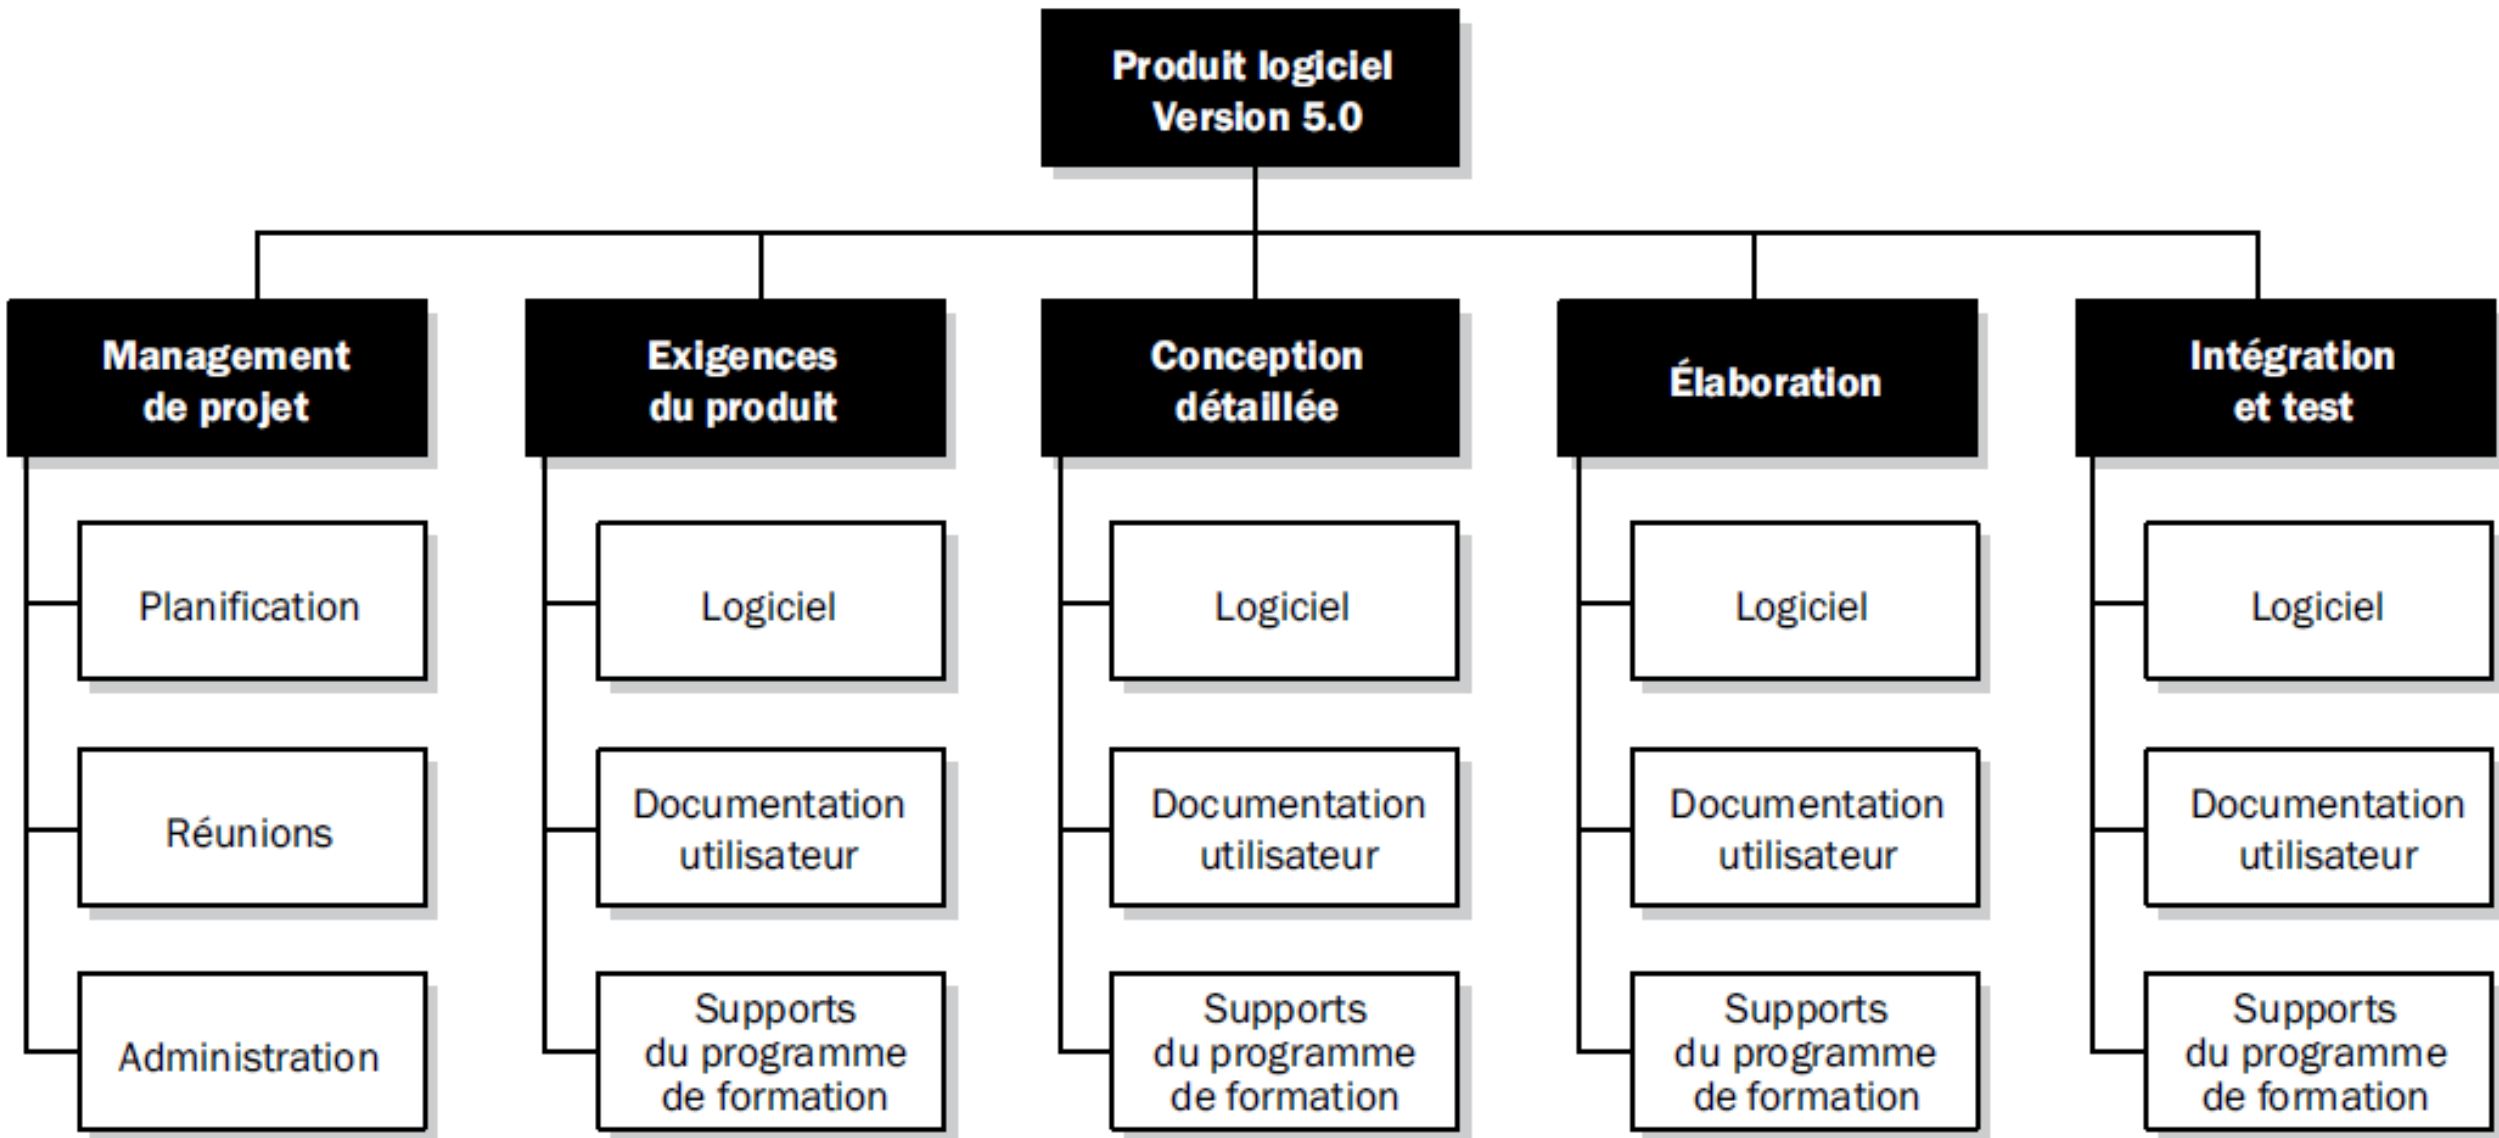 Produit logiciel
Version 5.0
Management
de projet
Exigences
du produit
Conception
détaillée
Élaboration
Intégration
et test
Planification
Logiciel
Logiciel
Logiciel
Logiciel
Réunions
Documentation
utilisateur
Documentation
utilisateur
Documentation
utilisateur
Documentation
utilisateur
Administration
Supports
du programme
de formation
Supports
du programme
de formation
Supports
du programme
de formation
Supports
du programme
de formation